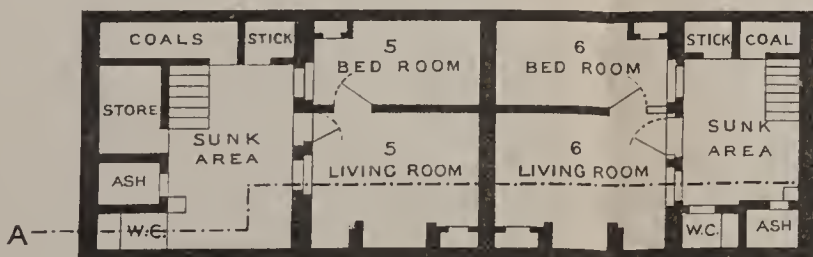 COALS
STICK
5
BED ROOM
6
BED ROOM
STICK
COAL
STORE
SUNK
AREA
5
LIVING ROOM
6
LIVING ROOM
SUNK
AREA
ASH
A
W.C.
W.C.
ASH